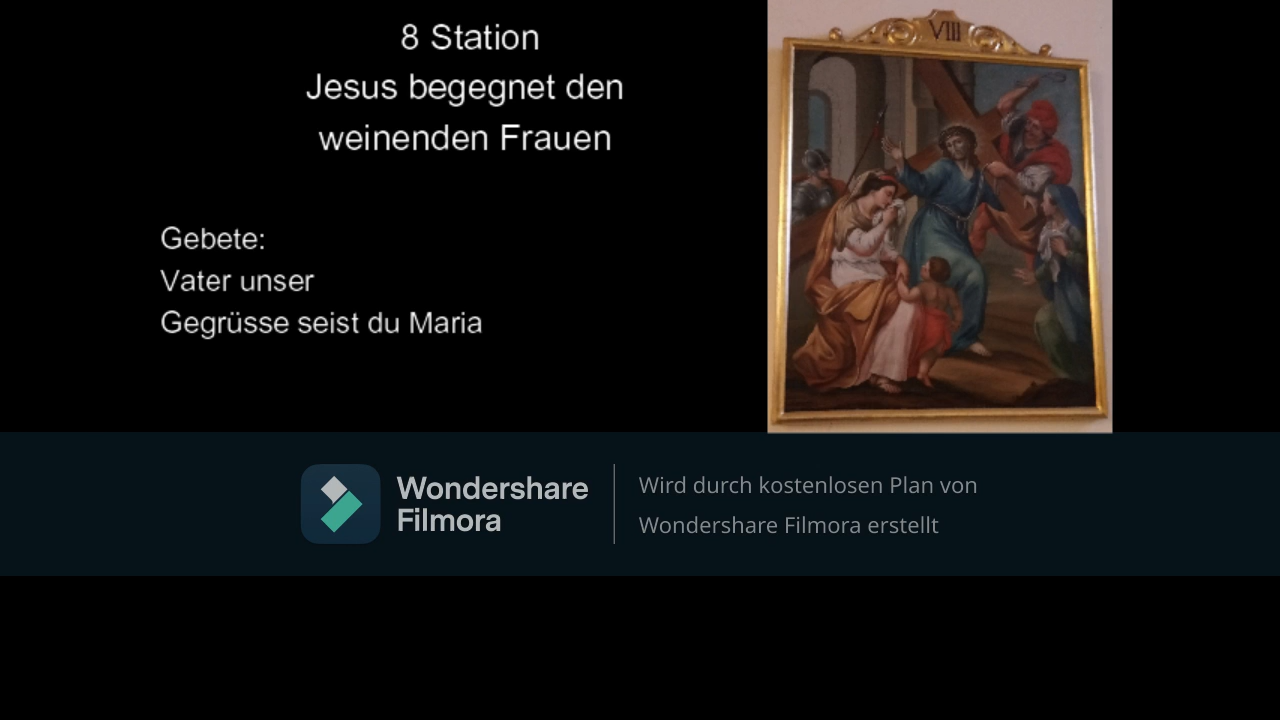 8 Station
Jesus begegnet den
weinenden Frauen
Gebete:
Vater unser
Gegrüsse seist du Maria
VIII
Wondershare
Filmora
Wird durch kostenlosen Plan von
Wondershare Filmora erstellt